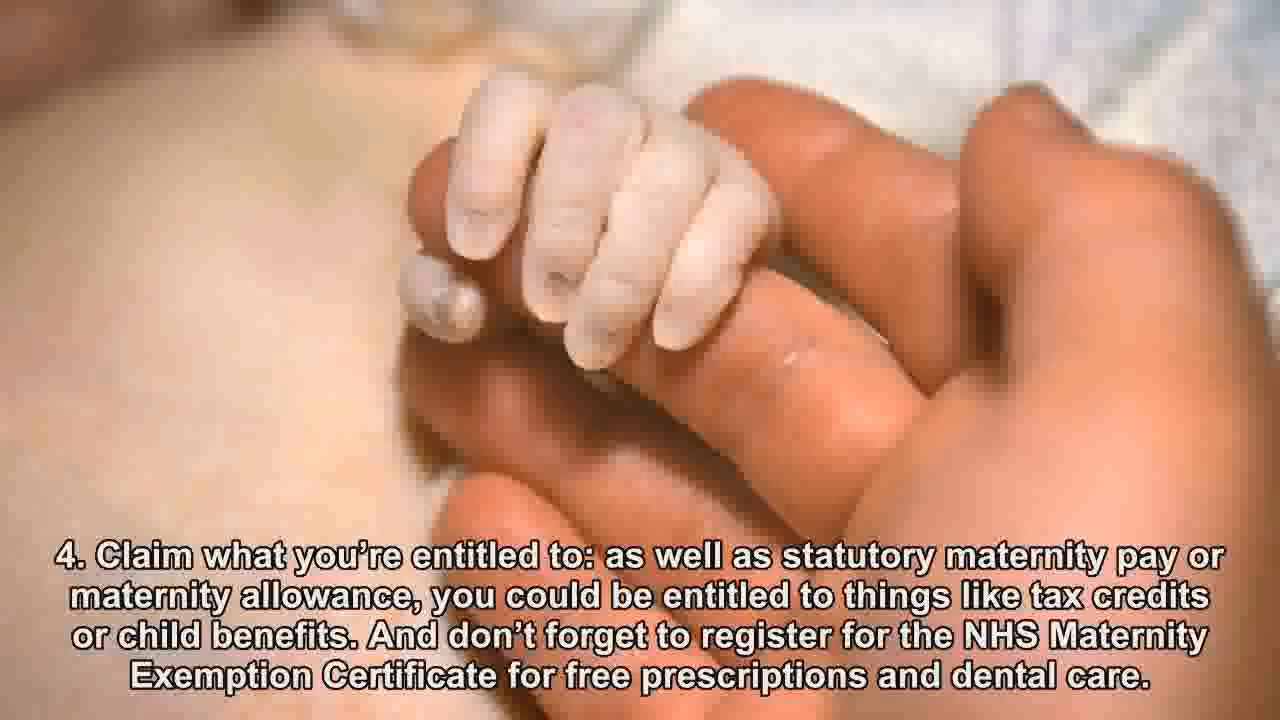 4. Claim what you’re entitled to: as well as statutory maternity pay or
maternity allowance, you could be entitled to things like tax credits
or child benefits. And don’t forget to register for the NHS Maternity
Exemption Certificate for free prescriptions and dental care.